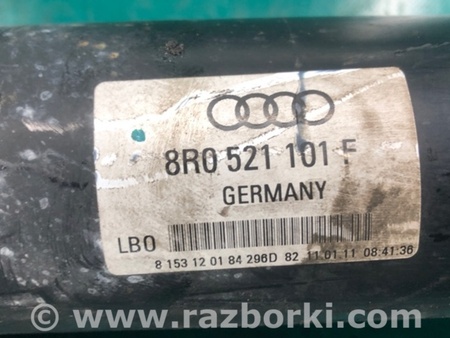 8R0 521 101 F
GERMANY
LB0
8 153 12 01 84 296D 82 11.01.11 08:41:36
www.razborki.com